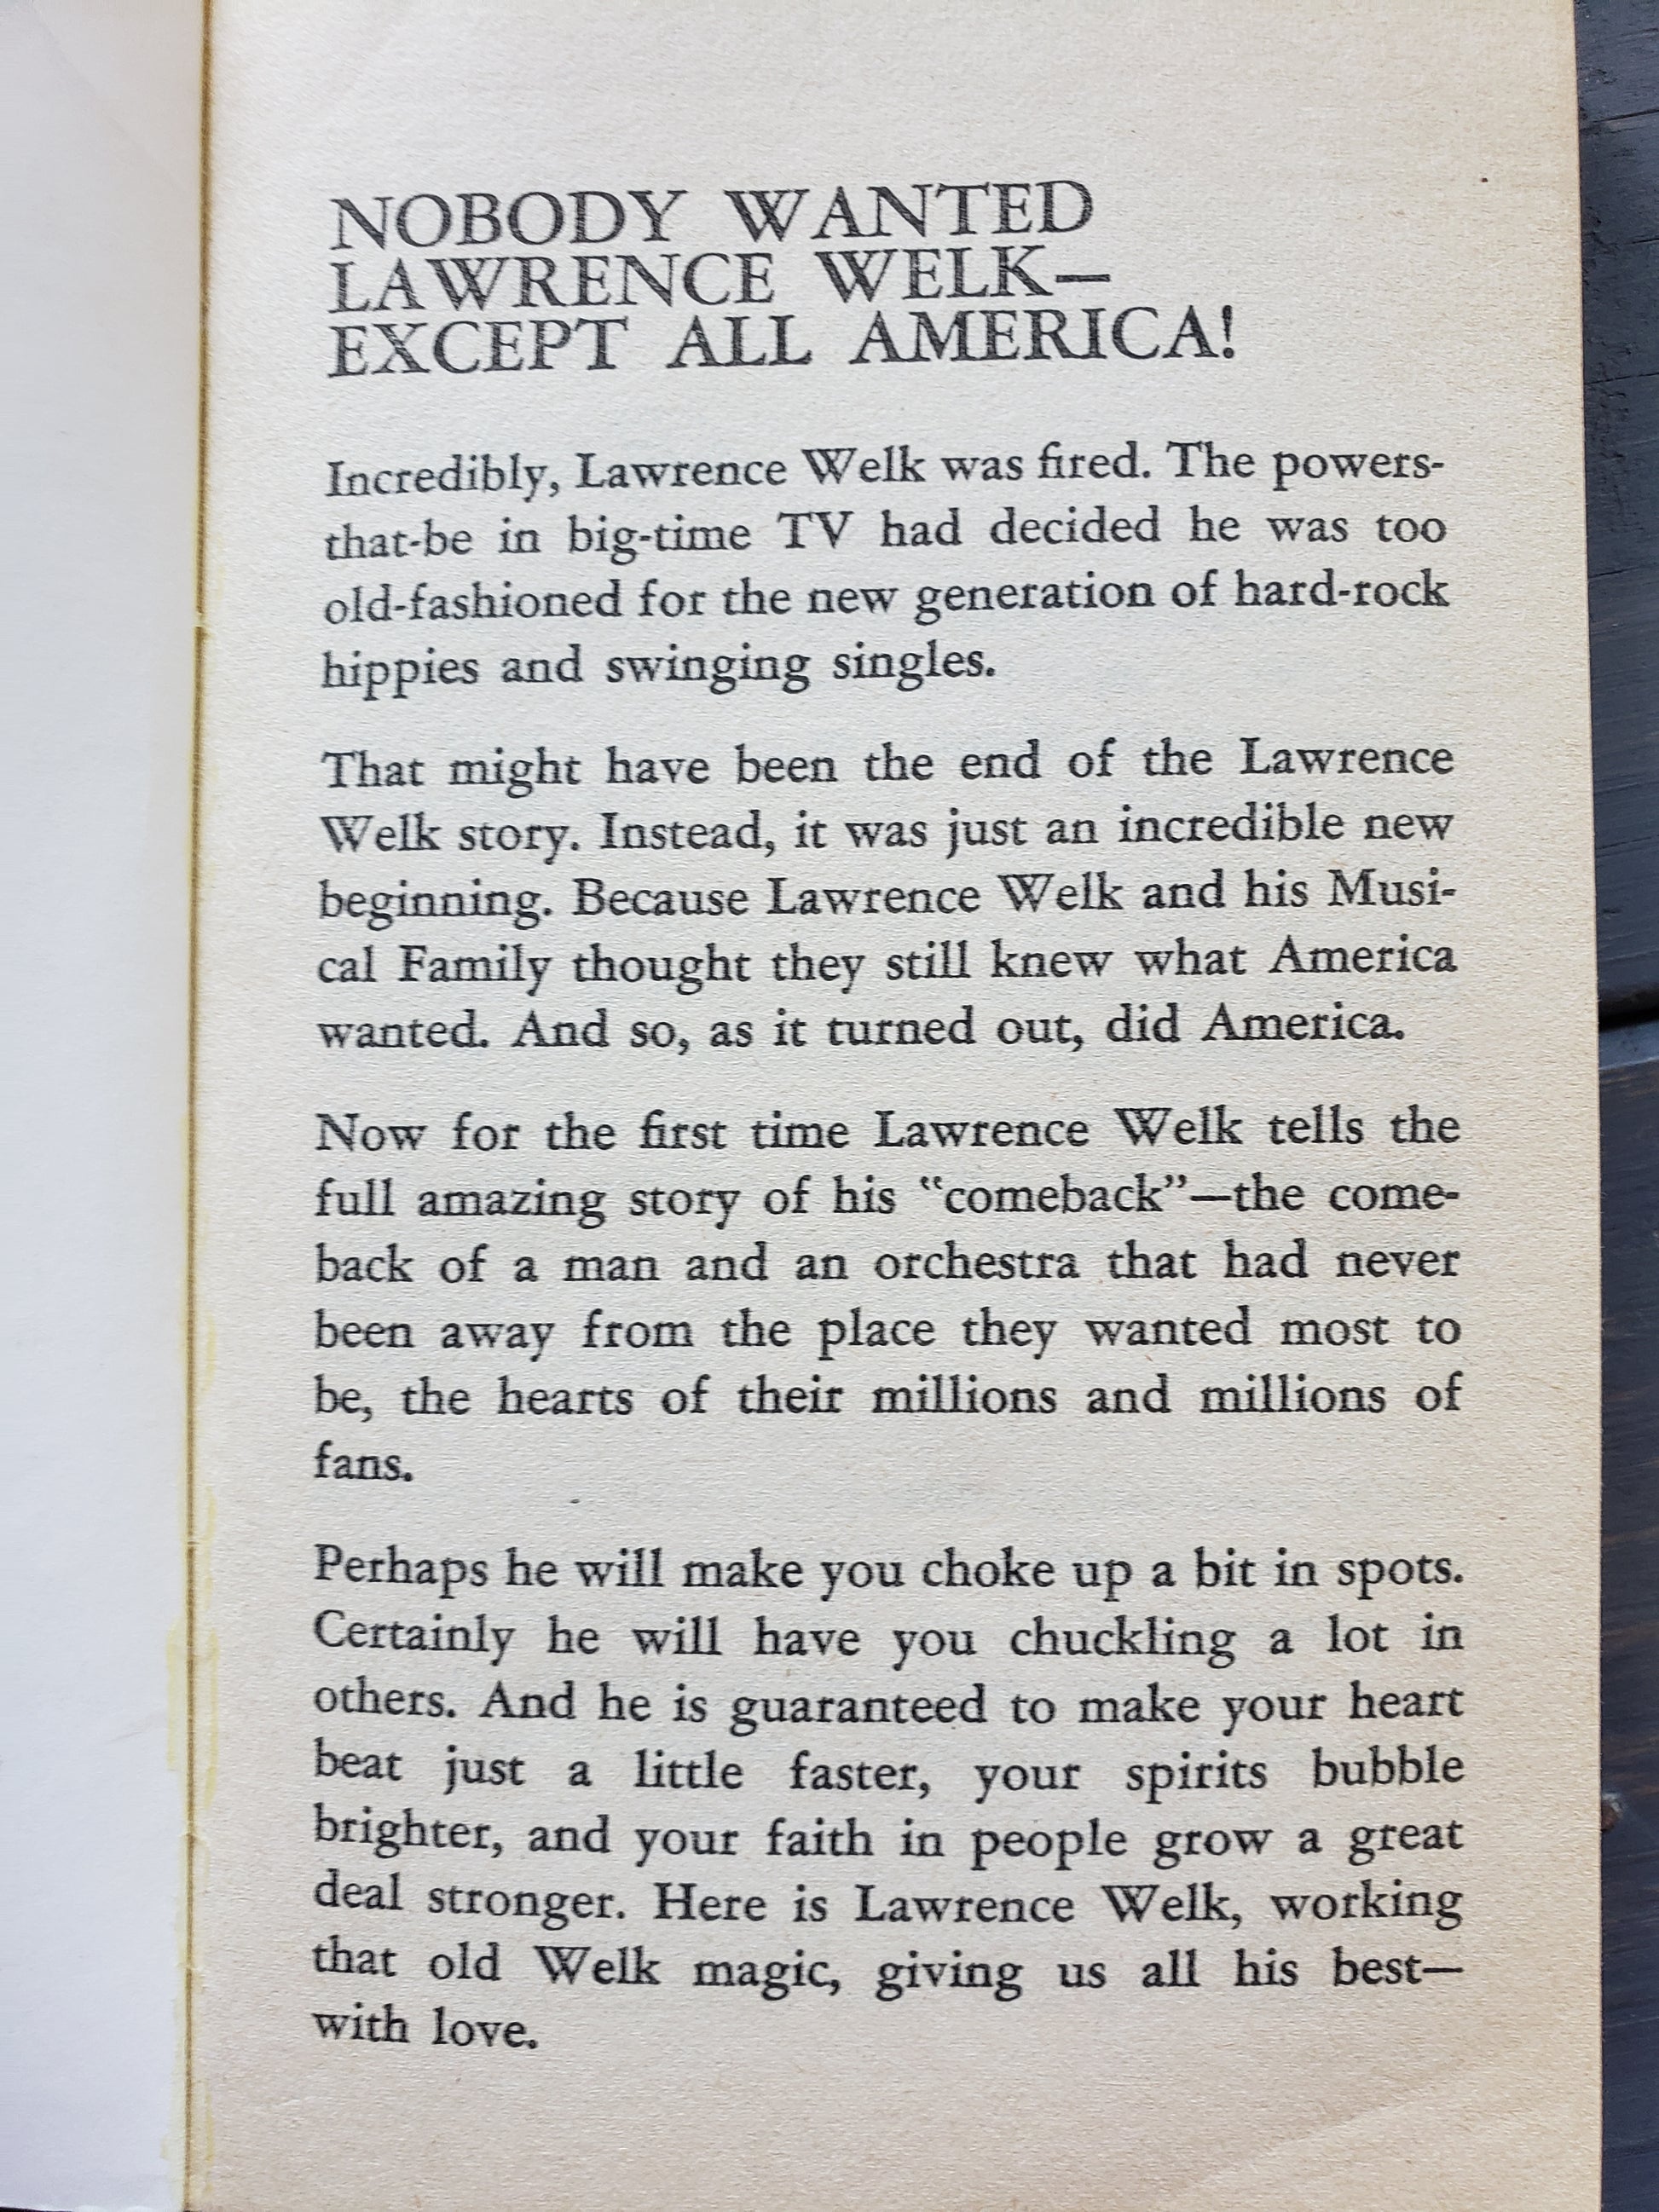 NOBODY WANTED
LAWRENCE WELK—
EXCEPT ALL AMERICA!
Incredibly, Lawrence Welk was fired. The powers-
that-be in big-time TV had decided he was too
old-fashioned for the new generation of hard-rock
hippies and swinging singles.
That might have been the end of the Lawrence
Welk story. Instead, it was just an incredible new
beginning. Because Lawrence Welk and his Musi-
cal Family thought they still knew what America
wanted. And so, as it turned out, did America.
Now for the first time Lawrence Welk tells the
full amazing story of his “comeback”—the come-
back of a man and an orchestra that had never
been away from the place they wanted most to
be, the hearts of their millions and millions of
fans.
Perhaps he will make you choke up a bit in spots.
Certainly he will have you chuckling a lot in
others. And he is guaranteed to make your heart
beat just a little faster, your spirits bubble
brighter, and your faith in people grow a great
deal stronger. Here is Lawrence Welk, working
that old Welk magic, giving us all his best—
with love.